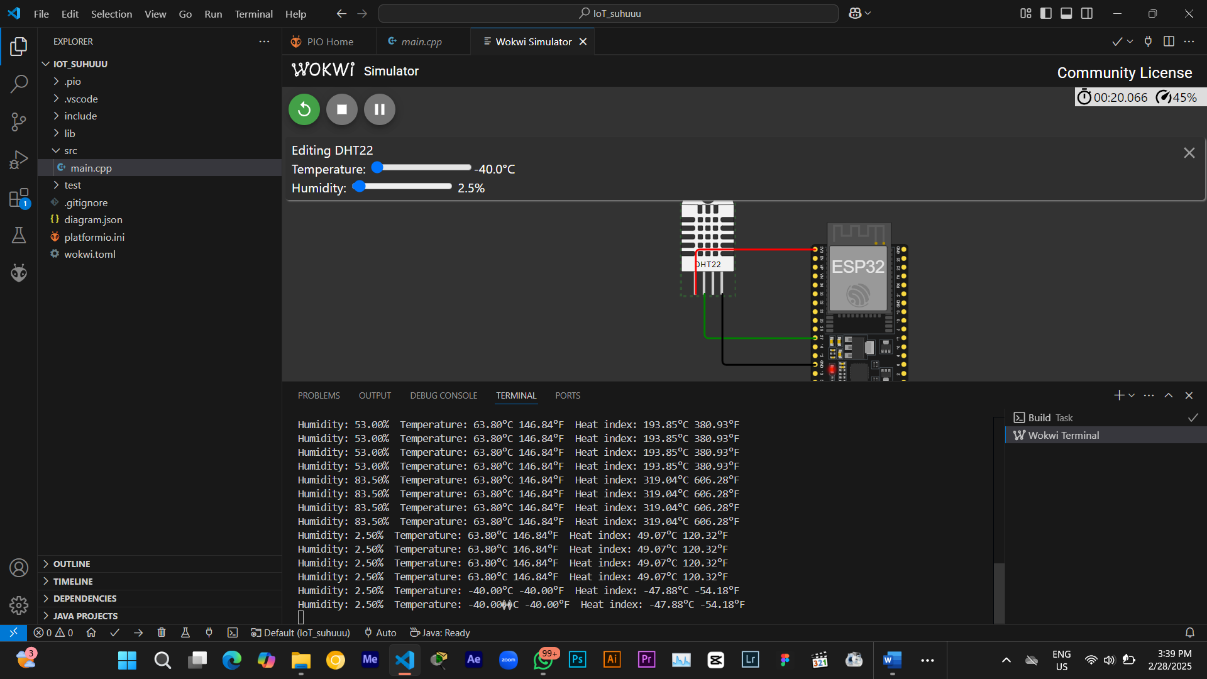 File Edit Selection View Go Run Terminal Help
IoT_suhuuu
EXPLORER
PIO Home
main.cpp
Wokwi Simulator
IOT_SUHUUU
.pio
.vscode
include
lib
src
main.cpp
test
.gitignore
diagram.json
platformio.ini
wokwi.toml
WOKWI Simulator
Community License
00:20.066 45%
Editing DHT22
Temperature: -40.0°C
Humidity: 2.5%
DHT22
ESP32
PROBLEMS OUTPUT DEBUG CONSOLE TERMINAL PORTS
Build Task
Wokwi Terminal
Humidity: 53.00% Temperature: 63.80°C 146.84°F Heat index: 193.85°C 380.93°F
Humidity: 53.00% Temperature: 63.80°C 146.84°F Heat index: 193.85°C 380.93°F
Humidity: 53.00% Temperature: 63.80°C 146.84°F Heat index: 193.85°C 380.93°F
Humidity: 53.00% Temperature: 63.80°C 146.84°F Heat index: 193.85°C 380.93°F
Humidity: 83.50% Temperature: 63.80°C 146.84°F Heat index: 319.04°C 606.28°F
Humidity: 83.50% Temperature: 63.80°C 146.84°F Heat index: 319.04°C 606.28°F
Humidity: 83.50% Temperature: 63.80°C 146.84°F Heat index: 319.04°C 606.28°F
Humidity: 83.50% Temperature: 63.80°C 146.84°F Heat index: 319.04°C 606.28°F
Humidity: 2.50% Temperature: 63.80°C 146.84°F Heat index: 49.07°C 120.32°F
Humidity: 2.50% Temperature: 63.80°C 146.84°F Heat index: 49.07°C 120.32°F
Humidity: 2.50% Temperature: 63.80°C 146.84°F Heat index: 49.07°C 120.32°F
Humidity: 2.50% Temperature: 63.80°C 146.84°F Heat index: 49.07°C 120.32°F
Humidity: 2.50% Temperature: -40.00°C -40.00°F Heat index: -47.88°C -54.18°F
Humidity: 2.50% Temperature: -40.00��C -40.00°F Heat index: -47.88°C -54.18°F
OUTLINE
TIMELINE
DEPENDENCIES
JAVA PROJECTS
1
0 0 Default (IoT_suhuuu) Auto Java: Ready
3
Me
Ae
zoom
99+
Ps
Ai
Pr
321
Lr
ENG
US
3:39 PM
2/28/2025